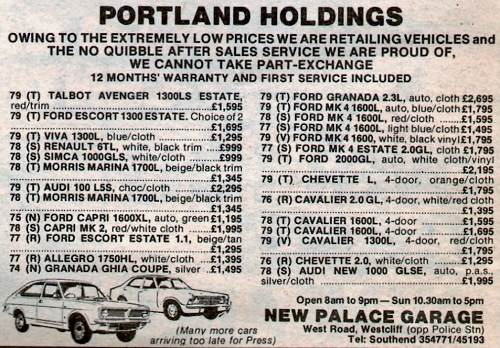 PORTLAND HOLDINGS
OWING TO THE EXTREMELY LOW PRICES WE ARE RETAILING VEHICLES and
THE NO QUIBBLE AFTER SALES SERVICE WE ARE PROUD OF,
WE CANNOT TAKE PART-EXCHANGE
12 MONTHS' WARRANTY AND FIRST SERVICE INCLUDED
79 (T) TALBOT AVENGER 1300LS ESTATE,
red/trim ........ £1,595
79 (T) FORD ESCORT 1300 ESTATE. Choice of 2
........ £1,695
79 (T) VIVA 1300L, blue/cloth ........ £1,295
78 (S) RENAULT 6TL, white, black trim .... £999
78 (S) SIMCA 1000GLS, white/cloth ........ £999
78 (T) MORRIS MARINA 1700L, beige/black trim
........ £1,345
79 (T) AUDI 100 L5S, choc/cloth ........ £2,295
78 (T) MORRIS MARINA 1700L, beige/black trim
........ £1,345
75 (N) FORD CAPRI 1600XL, auto, green £1,195
78 (S) CAPRI MK 2, red/white cloth .... £1,995
77 (R) FORD ESCORT ESTATE 1.1, beige/tan
........ £1,295
77 (R) ALLEGRO 1750HL, white/cloth .... £1,395
74 (N) GRANADA GHIA COUPE, silver .. £1,495
79 (T) FORD GRANADA 2.3L, auto, cloth £2,695
79 (T) FORD MK 4 1600L, auto, red/cloth £1,795
78 (S) FORD MK 4 1600L, blue/cloth £1,595
77 (S) FORD MK 4 1600L, light blue/cloth £1,495
79 (V) FORD MK 4 1600, white, black vinyl £1,795
77 (S) FORD MK 4 ESTATE 2.0GL, cloth £1,795
79 (T) FORD 2000GL, auto, white cloth/vinyl
........ £2,195
79 (T) CHEVETTE L, 4-door, orange/cloth
........ £1,795
76 (R) CAVALIER 2.0 GL, 4-door, white/red cloth
........ £1,395
78 (T) CAVALIER 1600L, 4-door ........ £1,595
79 (T) CAVALIER 1600L, 4-door ........ £1,695
79 (V) CAVALIER 1300L, 4-door, red/cloth
........ £1,795
76 (R) CHEVETTE 2.0, white/cloth ........ £1,295
78 (S) AUDI NEW 1000 GLSE, auto, p.a.s..
silver/cloth ........ £1,995
(Many more cars
arriving too late for Press)
Open 8am to 9pm — Sun 10.30am to 5pm
NEW PALACE GARAGE
West Road, Westcliff (opp Police Stn)
Tel: Southend 354771/45193